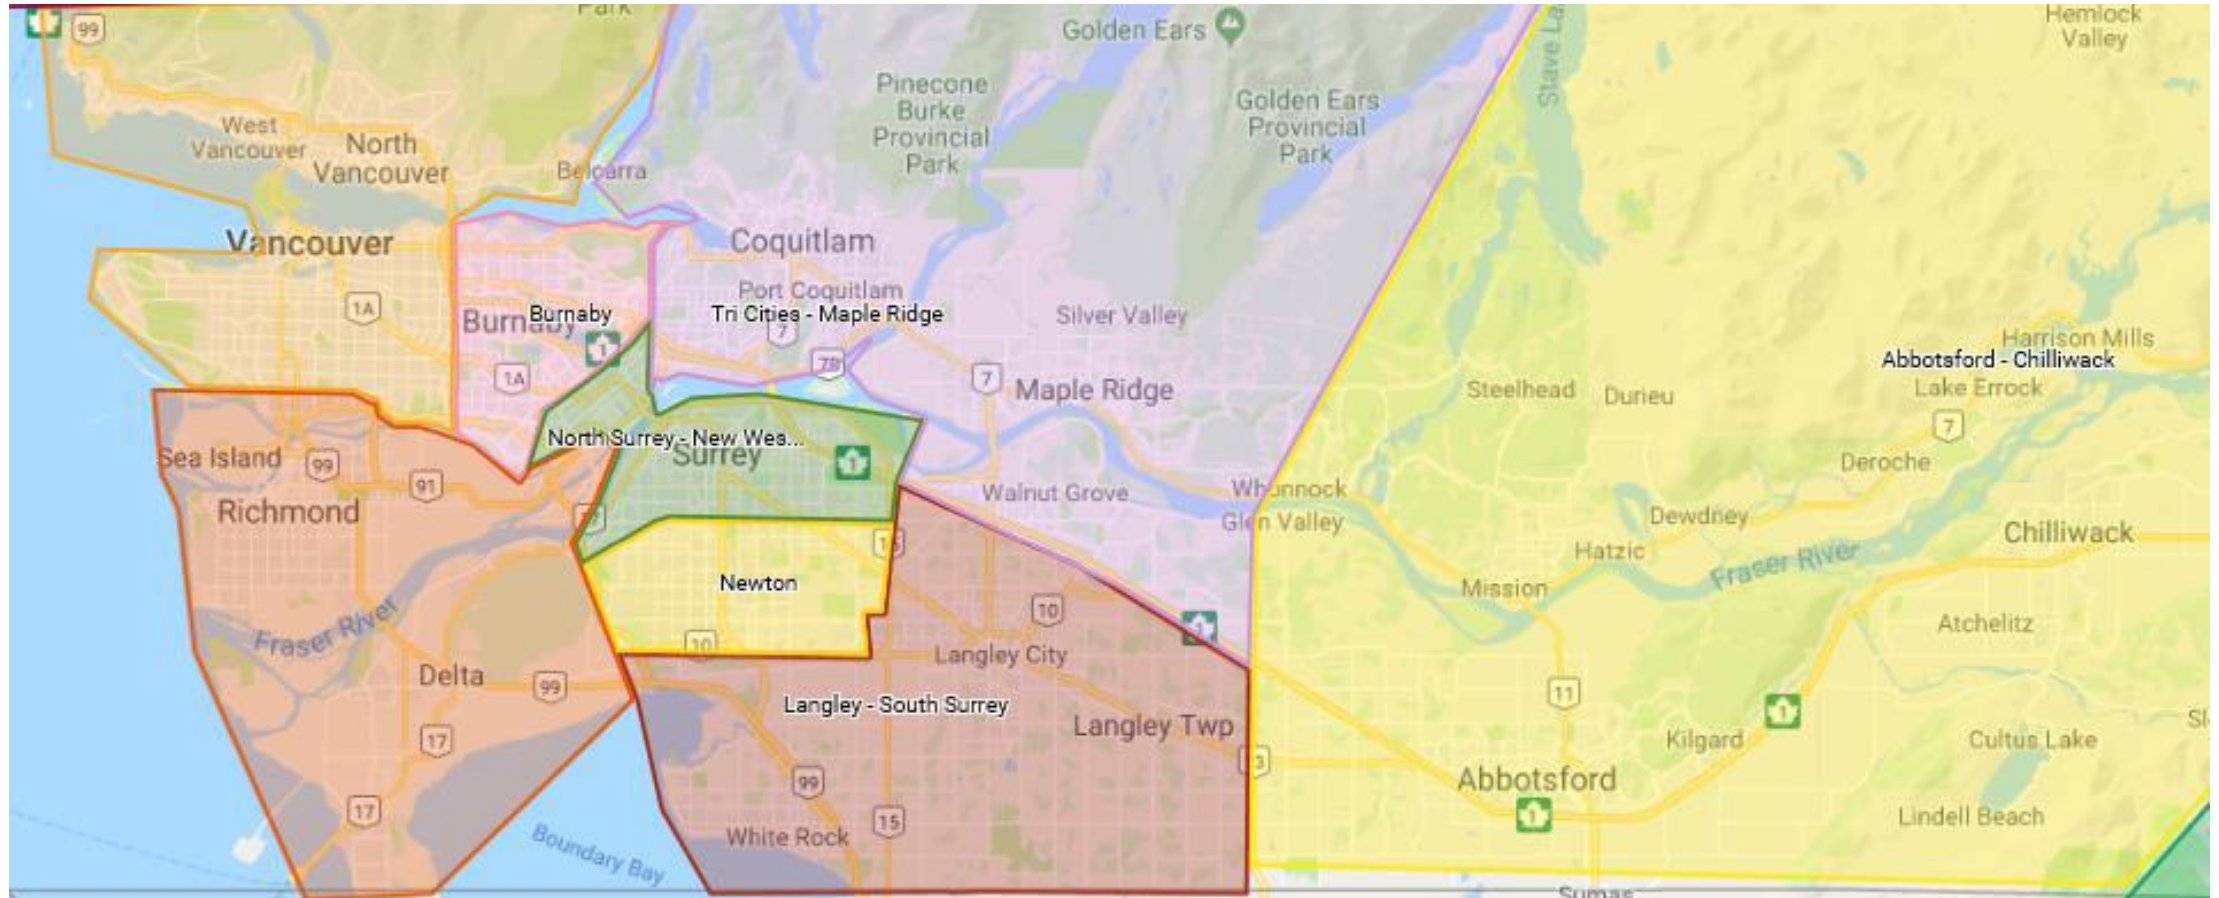 Park
99
Golden Ears
Hemlock
Valley
Pinecone
Burke
Provincial
Park
Golden Ears
Provincial
Park
West
Vancouver
North
Vancouver
Belcarra
Vancouver
Coquitlam
1A
Port Coquitlam
Burnaby
Burnaby
1
Tri Cities - Maple Ridge
7
Silver Valley
Harrison Mills
Abbotsford - Chilliwack
1A
7B
7
Maple Ridge
Steelhead
Durieu
Lake Errock
7
North Surrey - New Wes...
Surrey
1
Sea Island
99
91
Deroche
Richmond
Walnut Grove
Whonnock
Glen Valley
Dewdney
Chilliwack
Hatzic
Fraser River
Newton
Mission
10
1
Fraser River
Atchelitz
10
Langley City
Delta
99
Langley - South Surrey
Langley Twp
11
1
17
Kilgard
Cultus Lake
99
Abbotsford
1
17
15
White Rock
Lindell Beach
Boundary Bay
Sumas